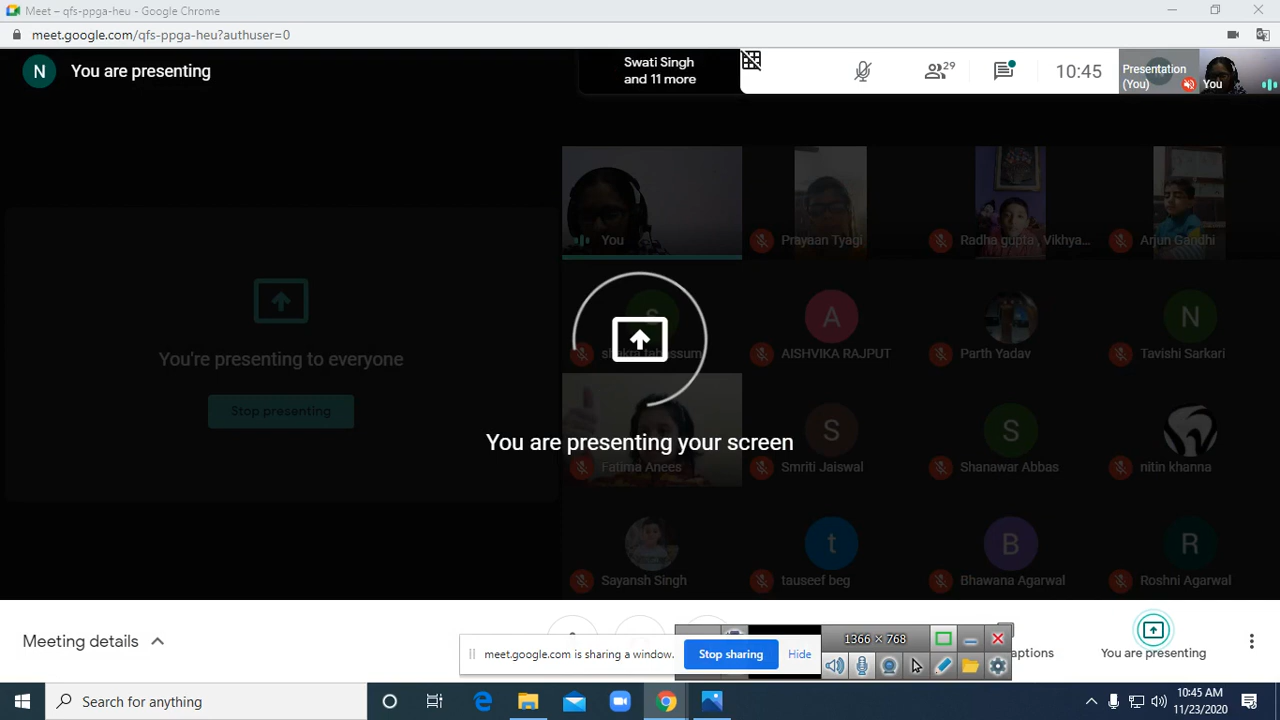 Meet – qfs-ppga-heu - Google Chrome
meet.google.com/qfs-ppga-heu?authuser=0
N
You are presenting
Swati Singh
and 11 more
29
10:45
Presentation
(You)
You
You
Prayaan Tyagi
Radha gupta , Vikhya...
Arjun Gandhi
You're presenting to everyone
Stop presenting
S
A
N
AISHVIKA RAJPUT
Parth Yadav
Tavishi Sarkari
You are presenting your screen
S
S
Fatima Anees
Smriti Jaiswal
Shanawar Abbas
nitin khanna
t
B
R
Sayansh Singh
tauseef beg
Bhawana Agarwal
Roshni Agarwal
Meeting details
meet.google.com is sharing a window.
Stop sharing
Hide
1366 × 768
aptions
You are presenting
Search for anything
10:45 AM
11/23/2020